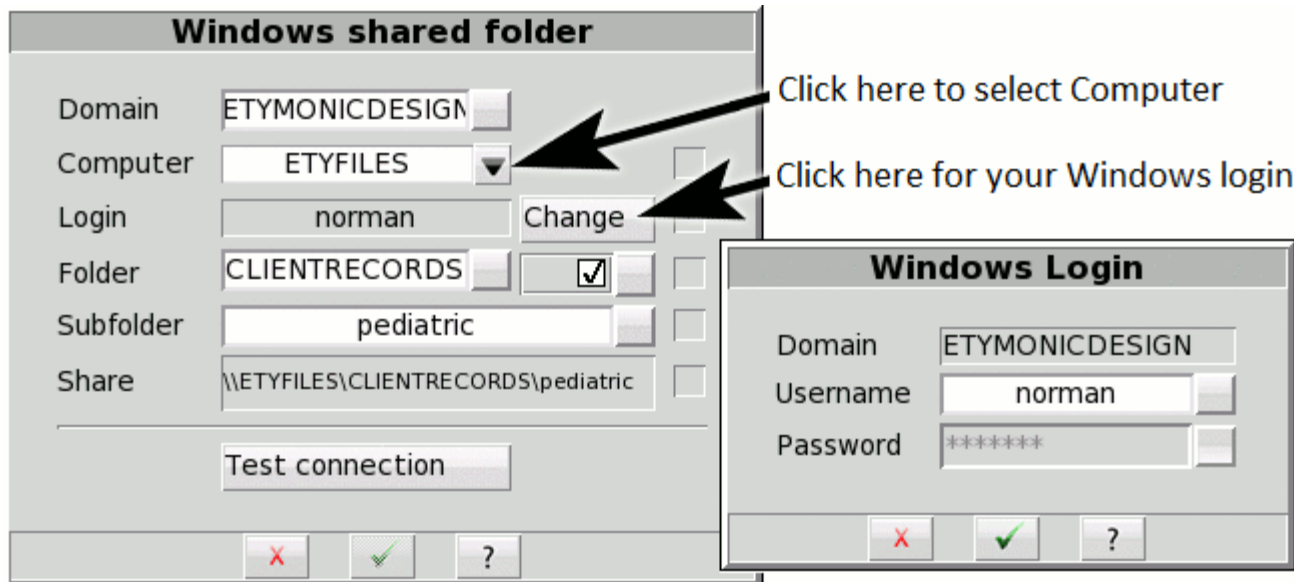 Windows shared folder
Domain ETYMONICDESIGN
Click here to select Computer
Computer ETYFILES
Click here for your Windows login
Login norman Change
Folder CLIENTRECORDS
Subfolder pediatric
Share \\ETYFILES\CLIENTRECORDS\pediatric
Test connection
?
Windows Login
Domain ETYMONICDESIGN
Username norman
Password *******
?